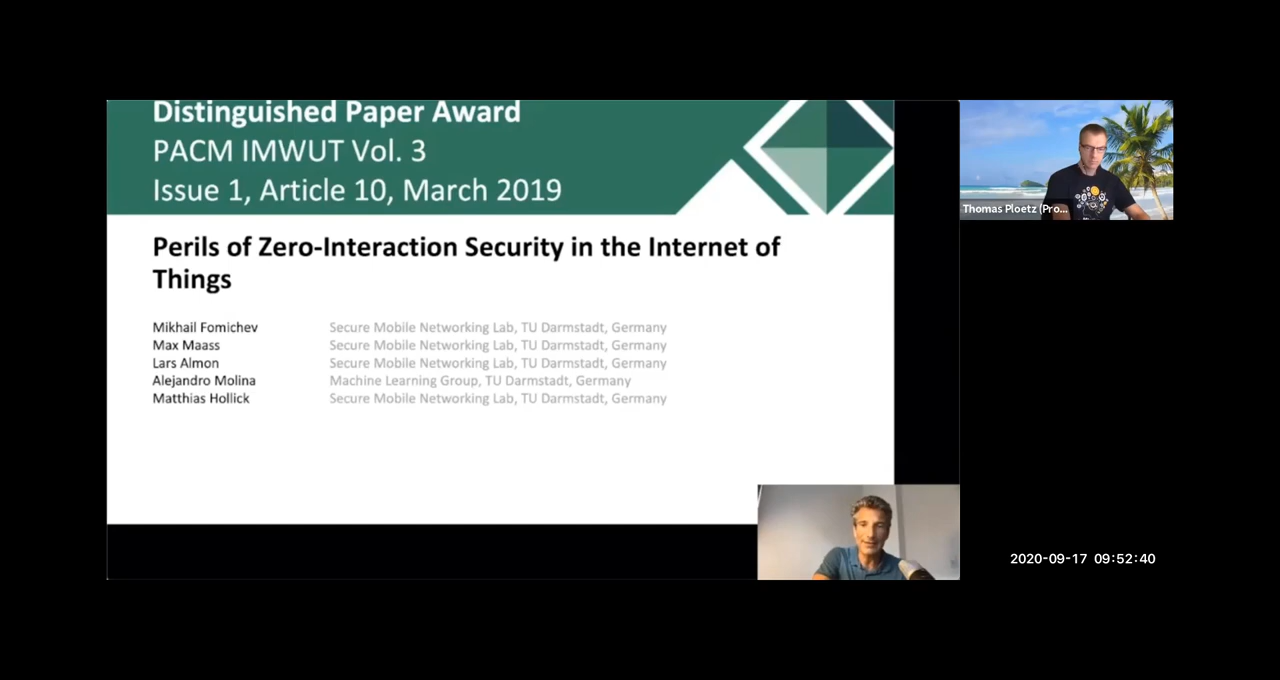 Distinguished Paper Award
PACM IMWUT Vol. 3
Issue 1, Article 10, March 2019
Perils of Zero-Interaction Security in the Internet of
Things
Mikhail Fomichev Secure Mobile Networking Lab, TU Darmstadt, Germany
Max Maass Secure Mobile Networking Lab, TU Darmstadt, Germany
Lars Almon Secure Mobile Networking Lab, TU Darmstadt, Germany
Alejandro Molina Machine Learning Group, TU Darmstadt, Germany
Matthias Hollick Secure Mobile Networking Lab, TU Darmstadt, Germany
Thomas Ploetz (Pro...
2020-09-17 09:52:40